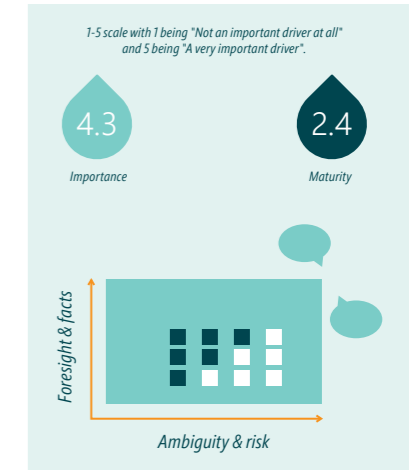 1-5 scale with 1 being "Not an important driver at all"
and 5 being "A very important driver".
4.3
2.4
Importance
Maturity
Foresight & facts
Ambiguity & risk